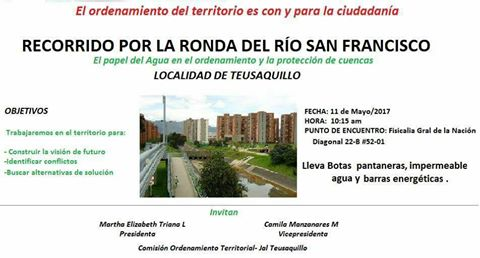 El ordenamiento del territorio es con y para la ciudadanía
RECORRIDO POR LA RONDA DEL RÍO SAN FRANCISCO
El papel del Agua en el ordenamiento y la protección de cuencas
LOCALIDAD DE TEUSAQUILLO
OBJETIVOS
Trabajaremos en el territorio para:
- Construir la visión de futuro
-Identificar conflictos
-Buscar alternativas de solución
FECHA: 11 de Mayo/2017
HORA: 10:15 am
PUNTO DE ENCUENTRO: Fisicalia Gral de la Nación
Diagonal 22-B #52-01
Lleva Botas pantaneras, impermeable
agua y barras energéticas .
Invitan
Martha Elizabeth Triana L
Presidenta
Camila Manzanares M
Vicepresidenta
Comisión Ordenamiento Territorial- Jal Teusaquillo